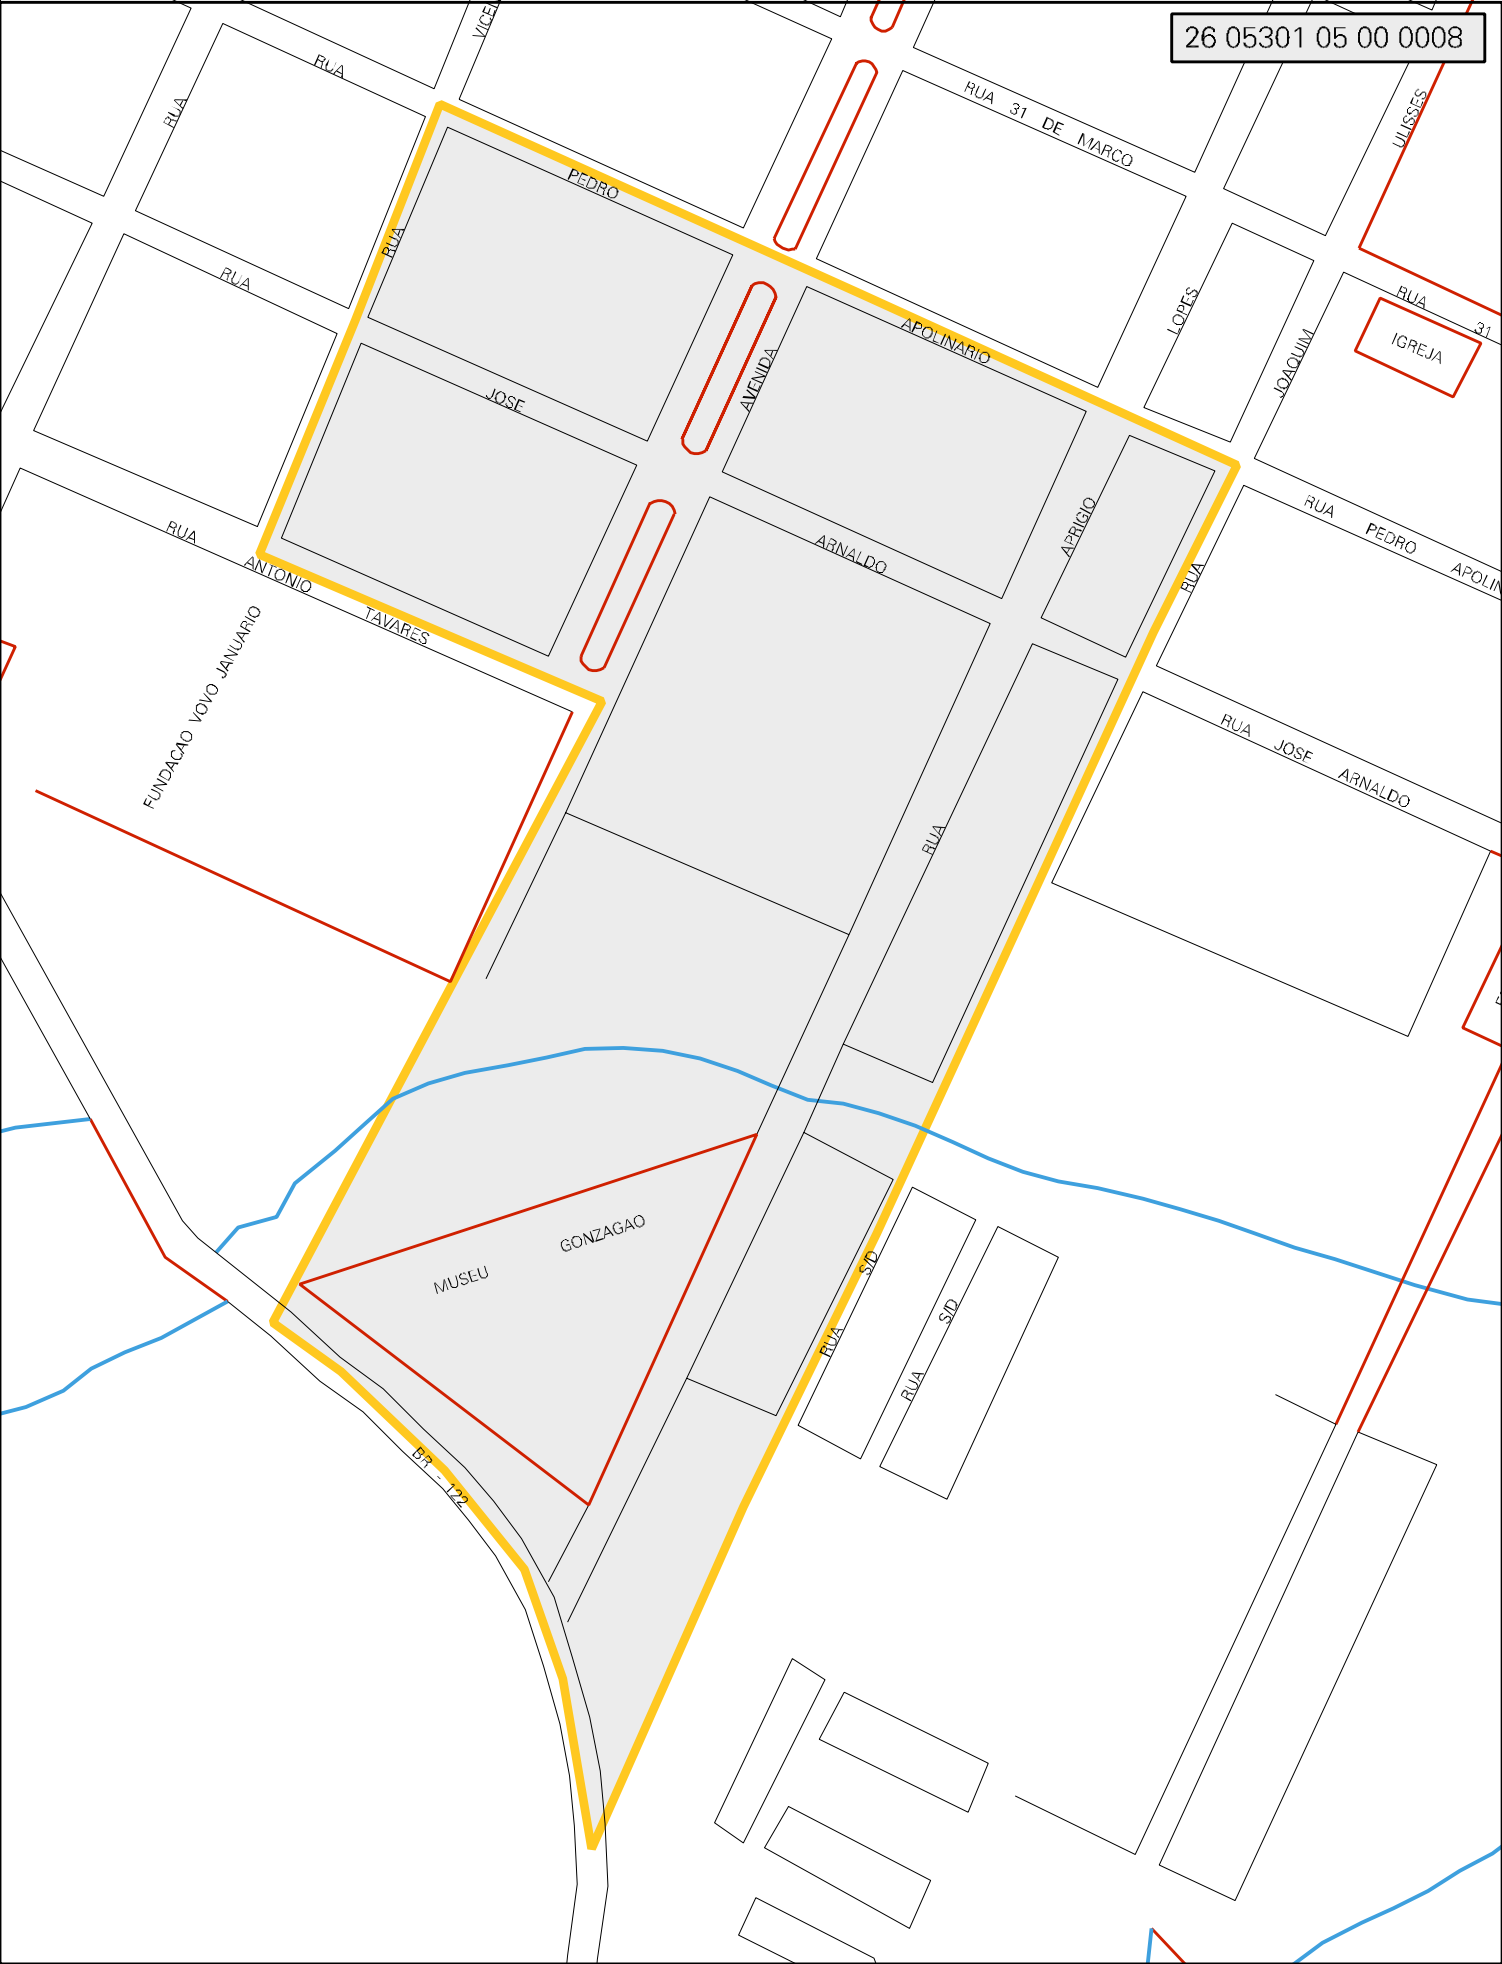 26 05301 05 00 0008
RUA
RUA
RUA 31 DE MARCO
ULISSES
PEDRO
RUA
RUA
LOPES
RUA 31
JOAQUIM
IGREJA
APOLINARIO
AVENIDA
JOSE
RUA PEDRO
APRIGIO
ARNALDO
RUA
RUA
ANTONIO
TAVARES
FUNDACAO VOVO JANUARIO
RUA JOSE ARNALDO
RUA
MUSEU GONZAGAO
RUA S/D
RUA S/D
BR - 122